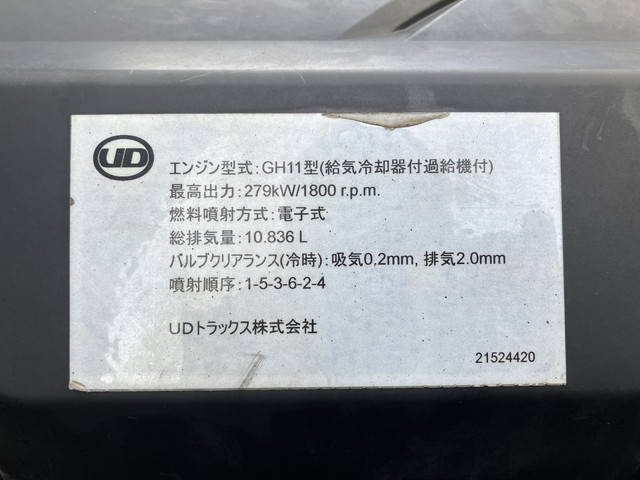 UD
エンジン型式:GH11型(給気冷却器付過給機付)
最高出力:279kW/1800 r.p.m.
燃料噴射方式:電子式
総排気量:10.836 L
バルブクリアランス(冷時):吸気0.2mm, 排気2.0mm
噴射順序:1-5-3-6-2-4
UDトラックス株式会社
21524420